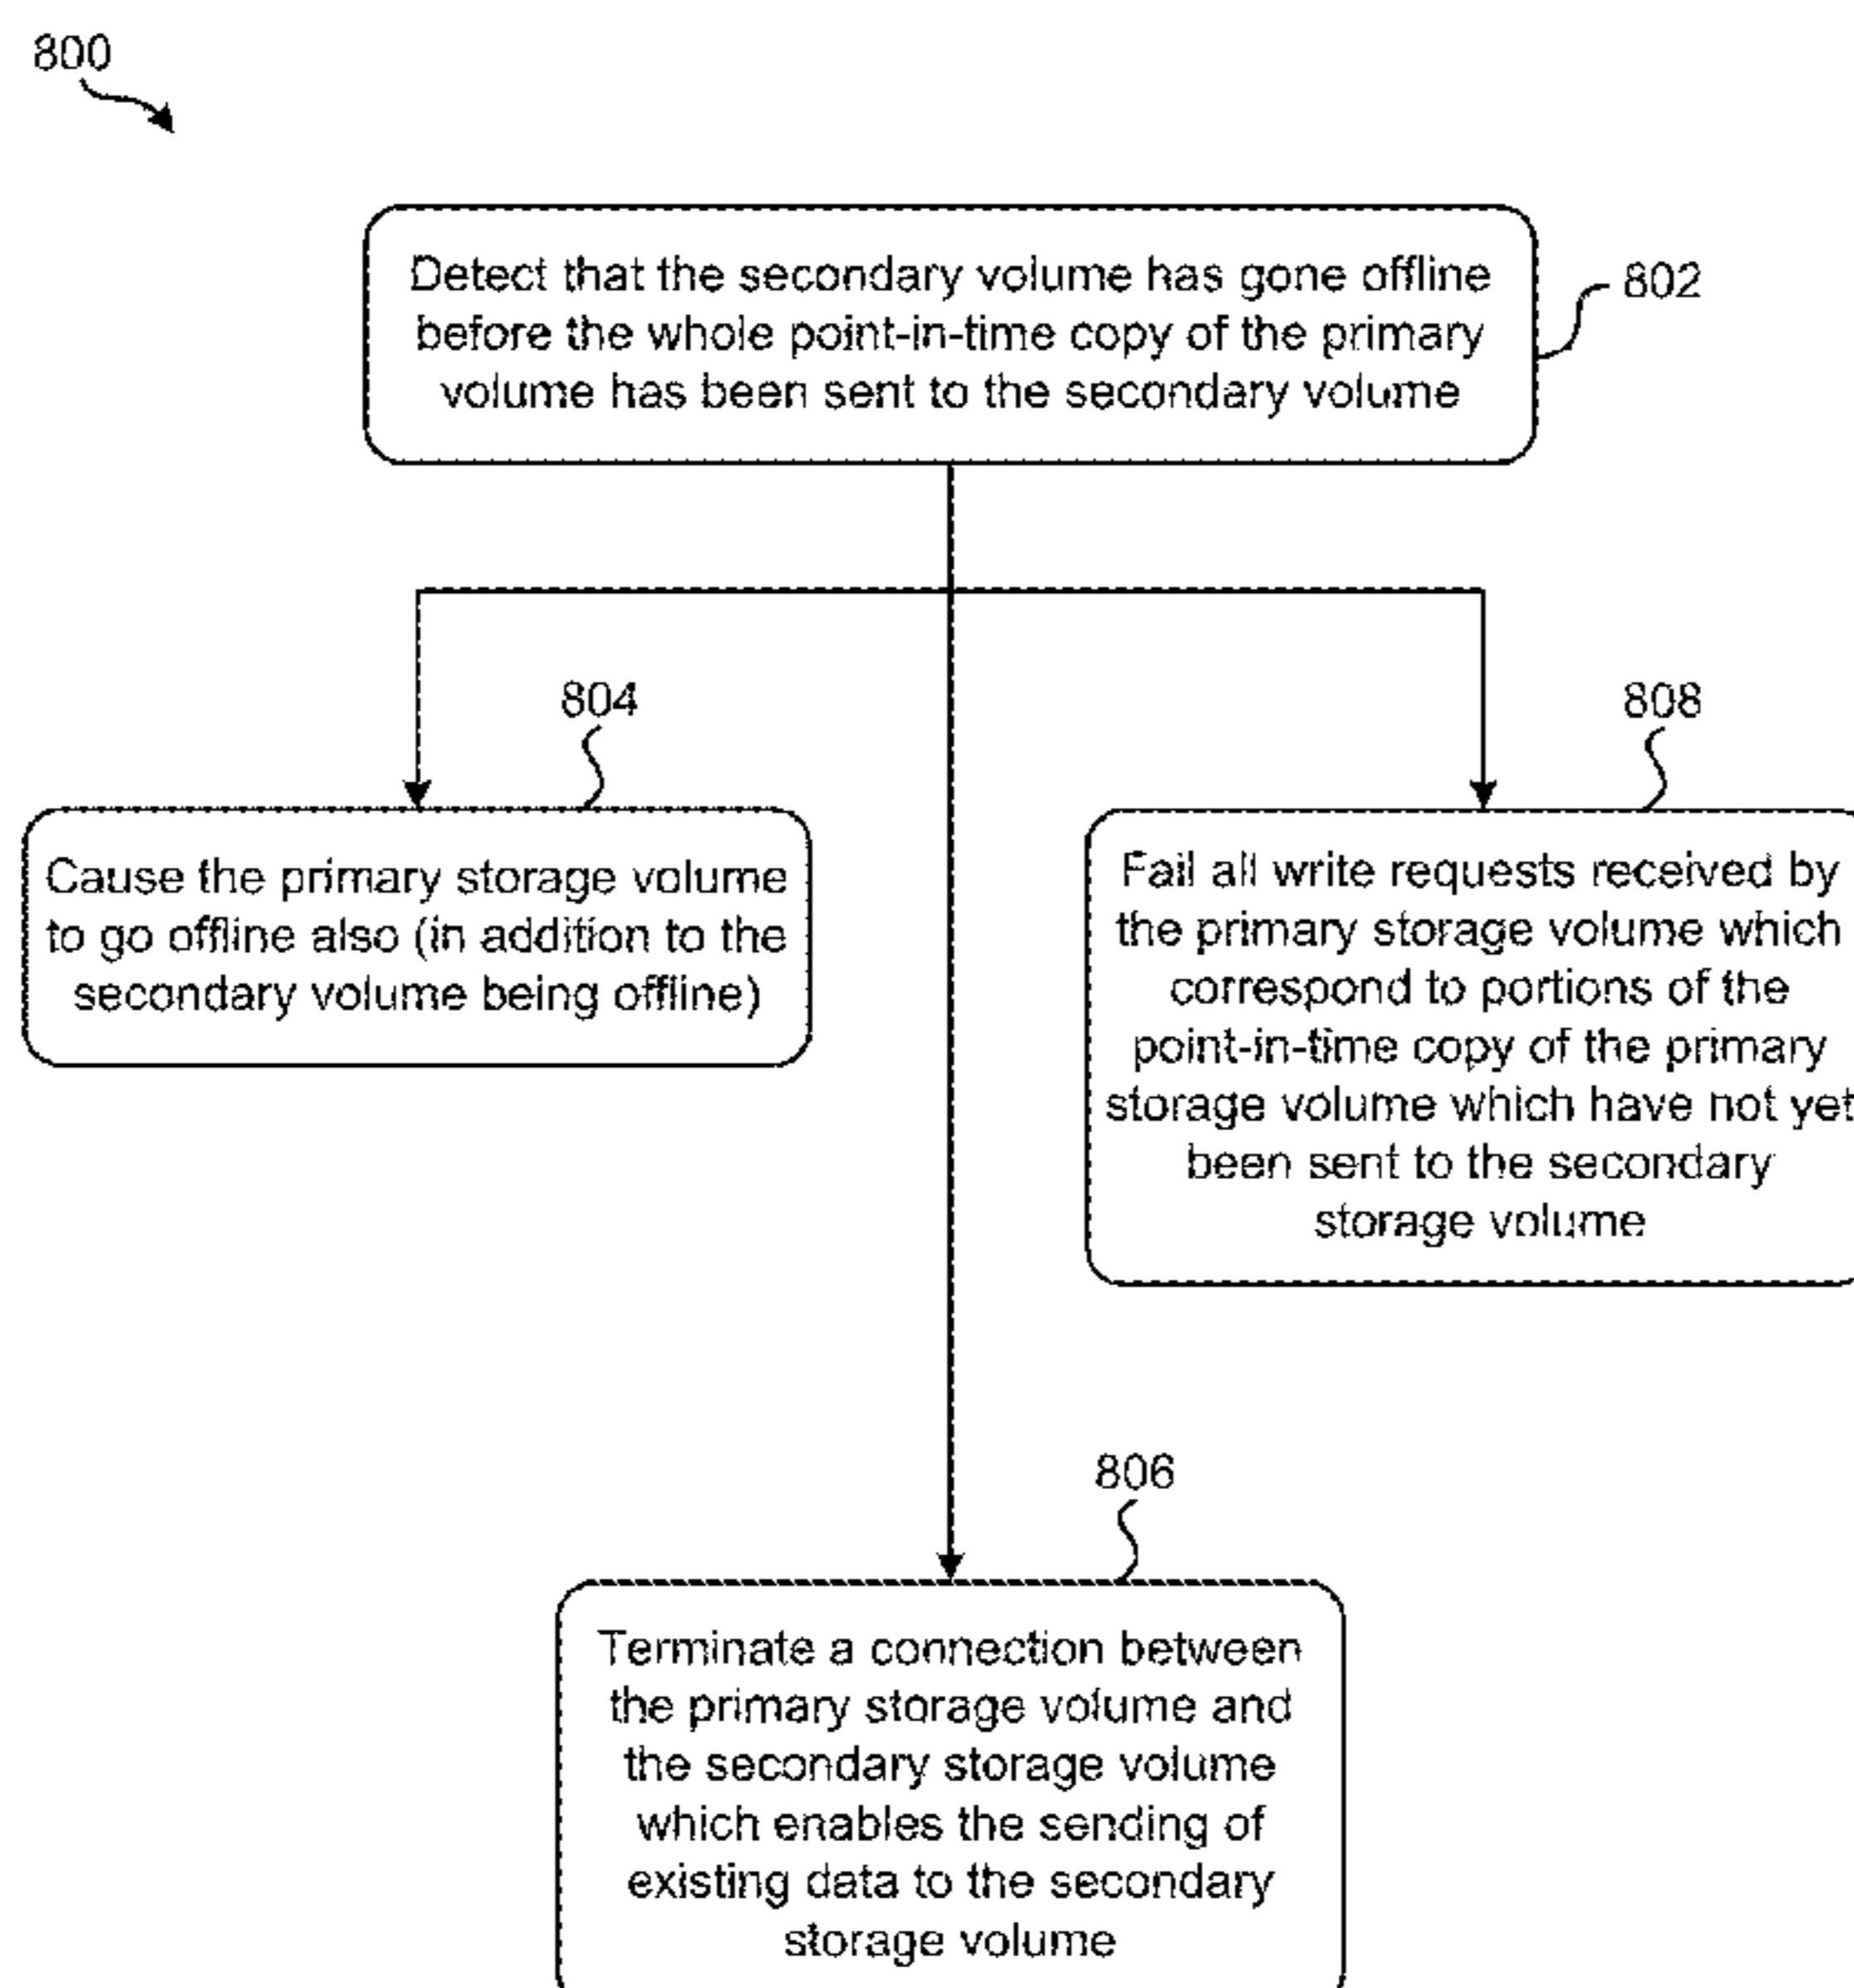 800
Detect that the secondary volume has gone offline
before the whole point-in-time copy of the primary
volume has been sent to the secondary volume
802
804
Cause the primary storage volume
to go offline also (in addition to the
secondary volume being offline)
808
Fail all write requests received by
the primary storage volume which
correspond to portions of the
point-in-time copy of the primary
storage volume which have not yet
been sent to the secondary
storage volume
806
Terminate a connection between
the primary storage volume and
the secondary storage volume
which enables the sending of
existing data to the secondary
storage volume